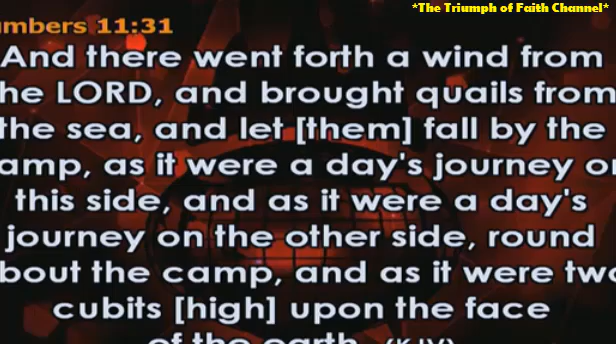 *The Triumph of Faith Channel*
umbers 11:31
And there went forth a wind from
he LORD, and brought quails from
the sea, and let [them] fall by the
amp, as it were a day's journey on
this side, and as it were a day's
journey on the other side, round
bout the camp, and as it were two
cubits [high] upon the face
of the earth. (KJV)